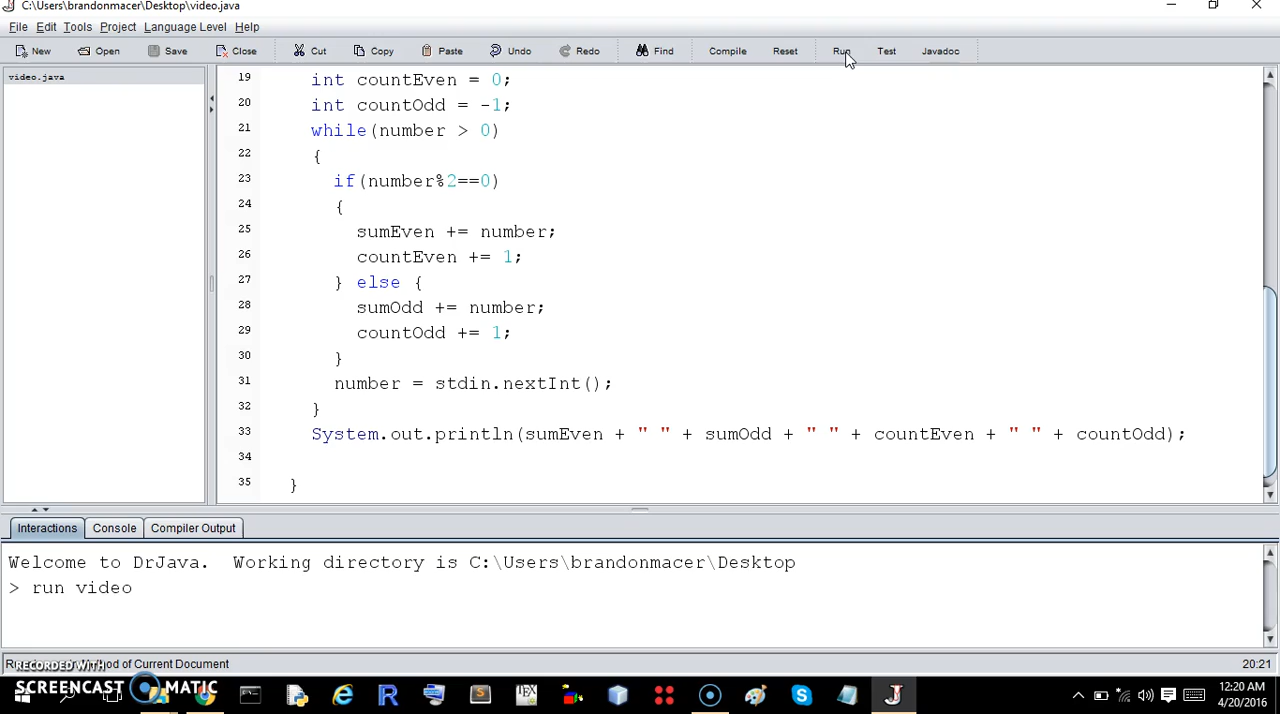 C:\Users\brandonmacer\Desktop\video.java
File Edit Tools Project Language Level Help
New Open Save Close Cut Copy Paste Undo Redo Find Compile Reset Run Test Javadoc
video.java
19 int countEven = 0;
20 int countOdd = -1;
21 while(number > 0)
22 {
23 if(number%2==0)
24 {
25 sumEven += number;
26 countEven += 1;
27 } else {
28 sumOdd += number;
29 countOdd += 1;
30 }
31 number = stdin.nextInt();
32 }
33 System.out.println(sumEven + " " + sumOdd + " " + countEven + " " + countOdd);
34
35 }
Interactions Console Compiler Output
Welcome to DrJava. Working directory is C:\Users\brandonmacer\Desktop
> run video
RECORDED WITH
of Current Document
20:21
SCREENCAST MATIC
TEX
12:20 AM
4/20/2016